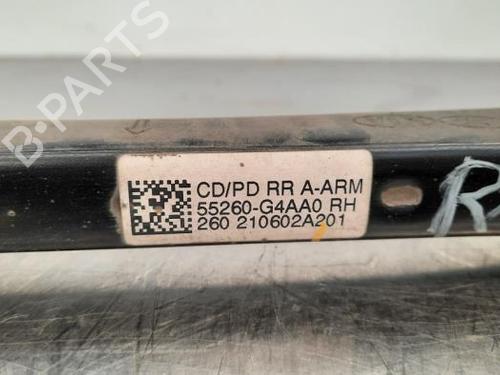 B-PARTS
CD/PD RR A-ARM
55260-G4AA0 RH
260 210602A201